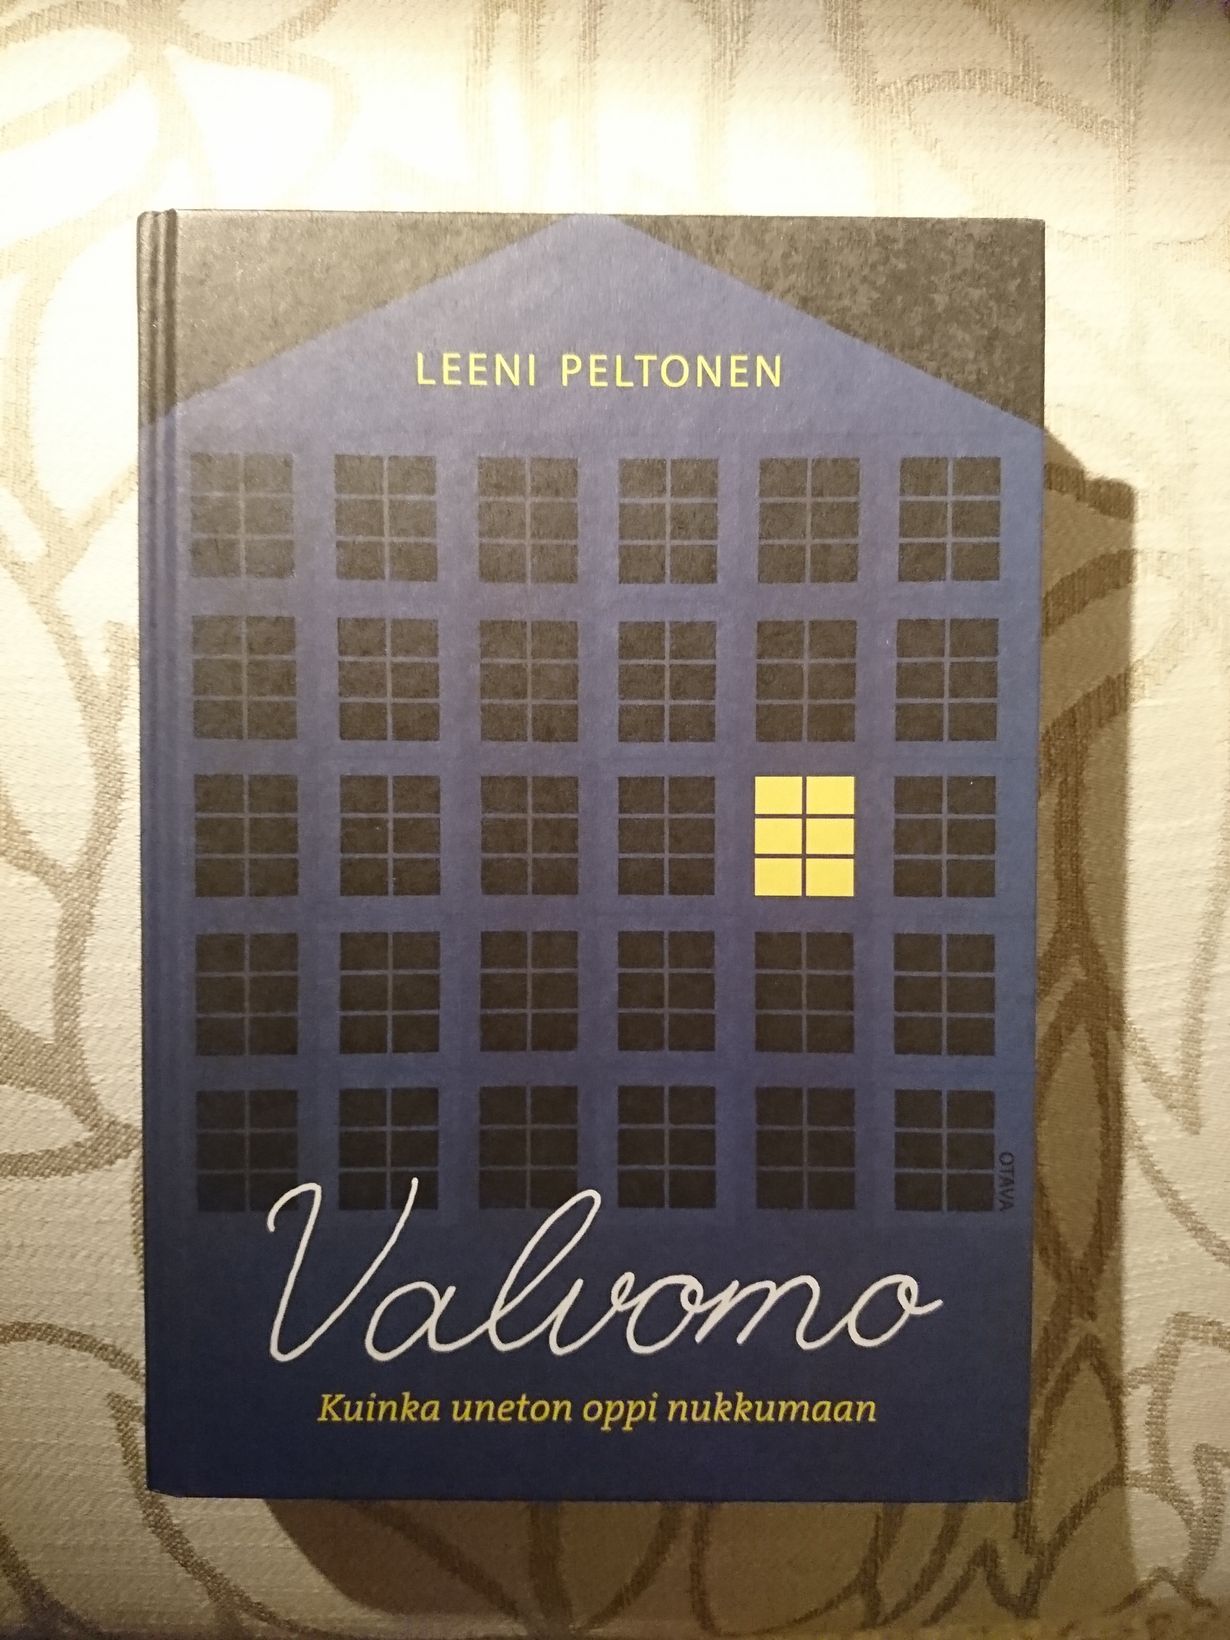 LEENI PELTONEN
OTAVA
Valvomo
Kuinka uneton oppi nukkumaan